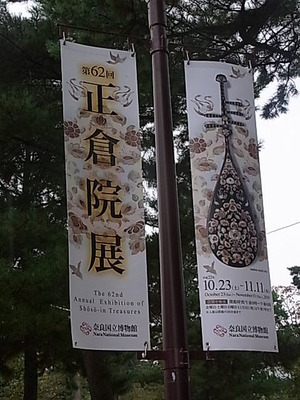 第62回
正倉院展
The 62nd
Annual Exhibition of
Shōsō-in Treasures
奈良国立博物館
Nara National Museum
10.23(土)-11.11(木)
奈良国立博物館
Nara National Museum